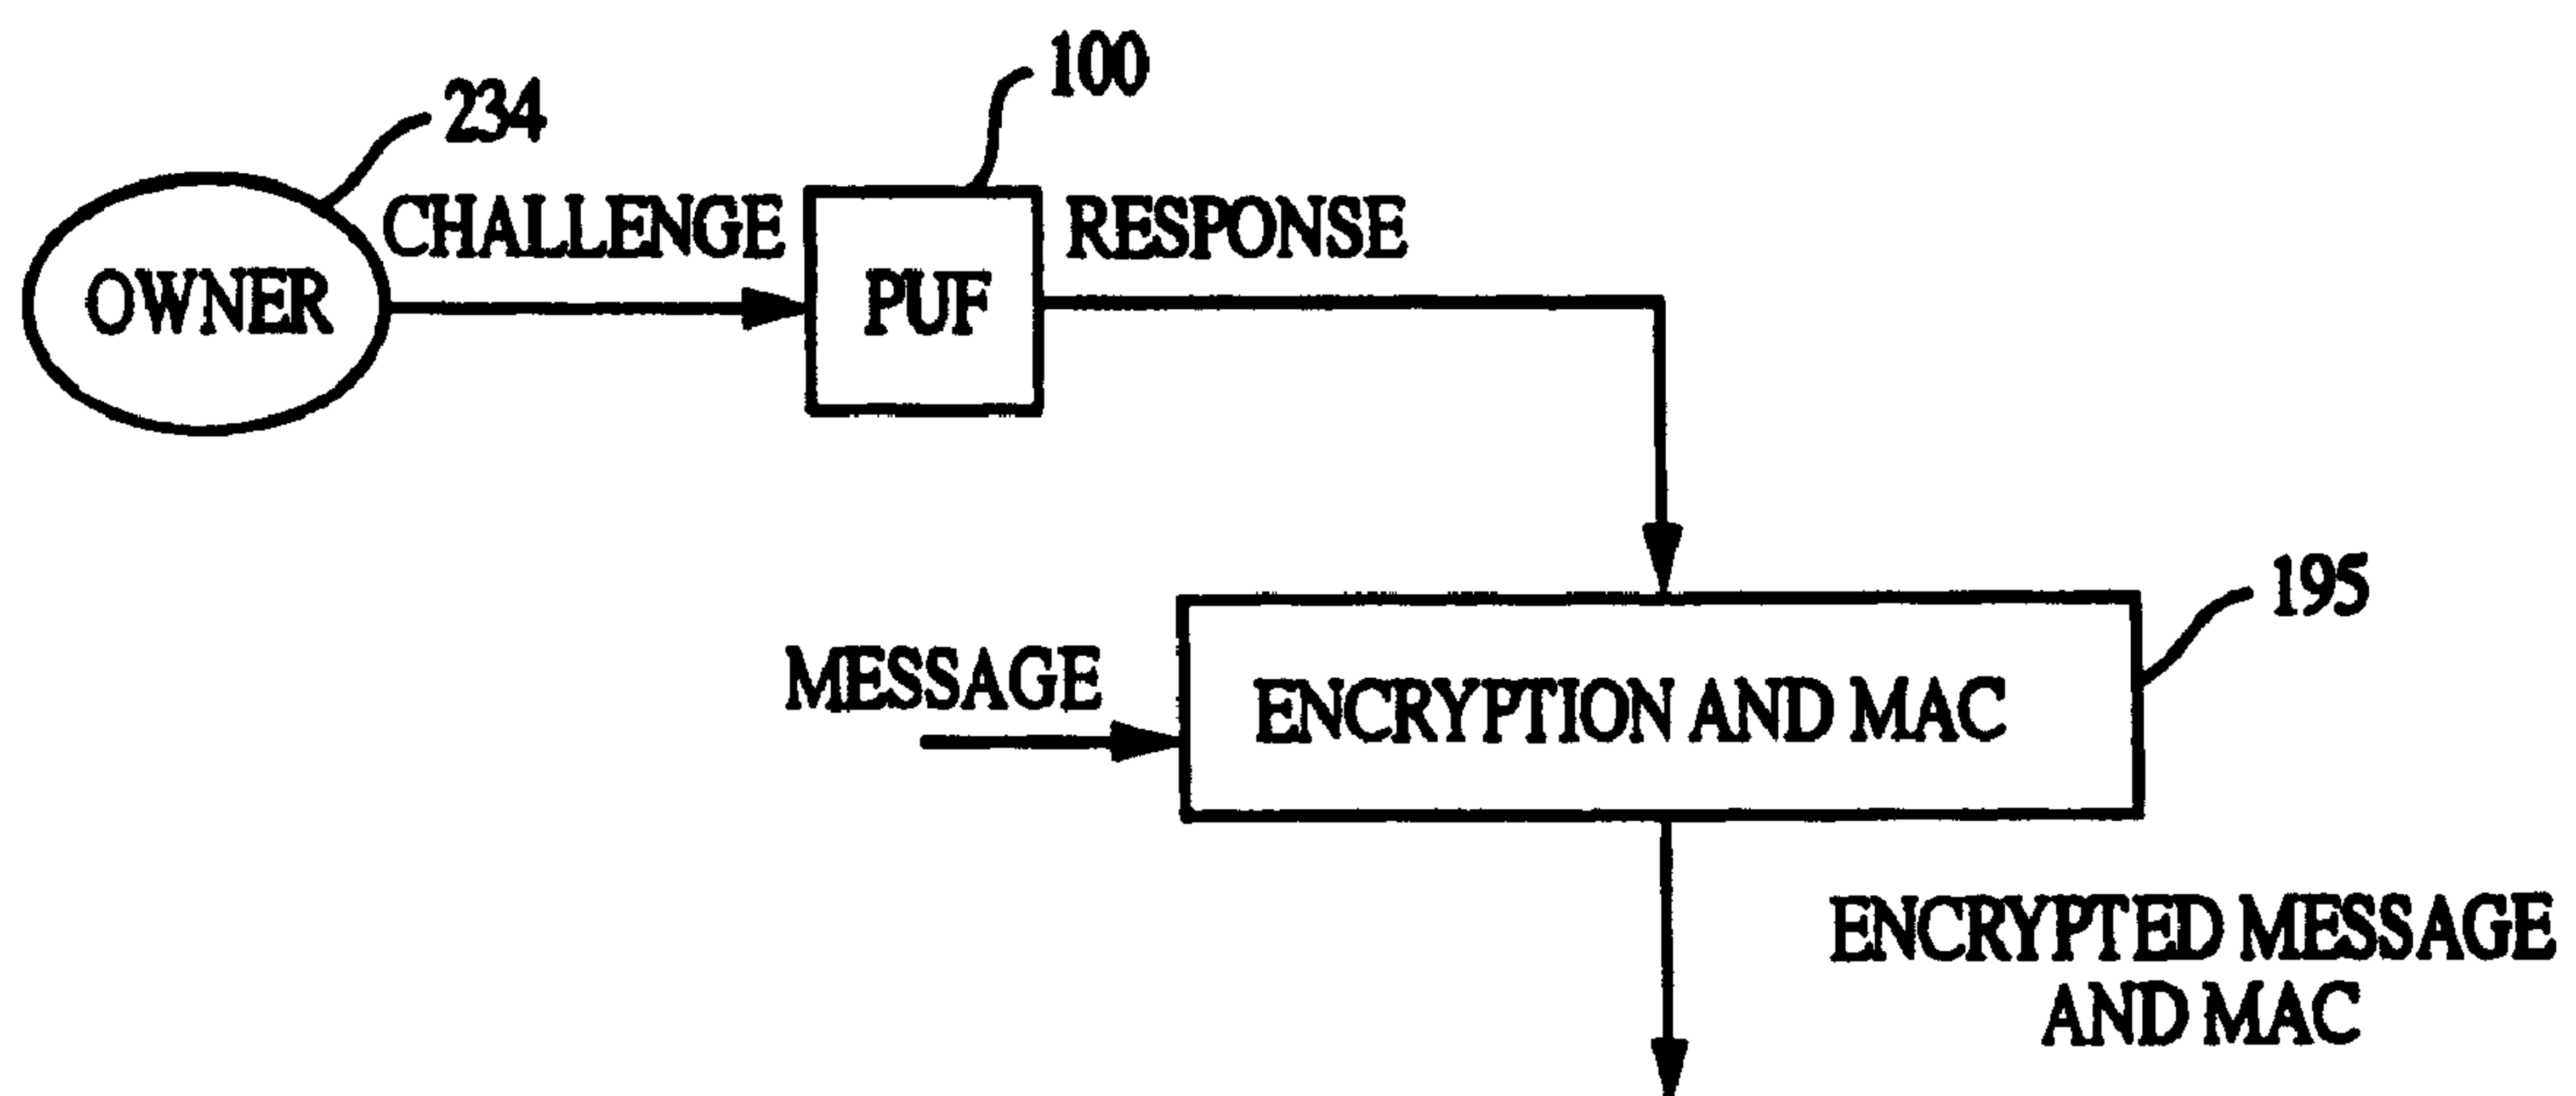 100
234
CHALLENGE
RESPONSE
OWNER
PUF
195
MESSAGE
ENCRYPTION AND MAC
ENCRYPTED MESSAGE
AND MAC